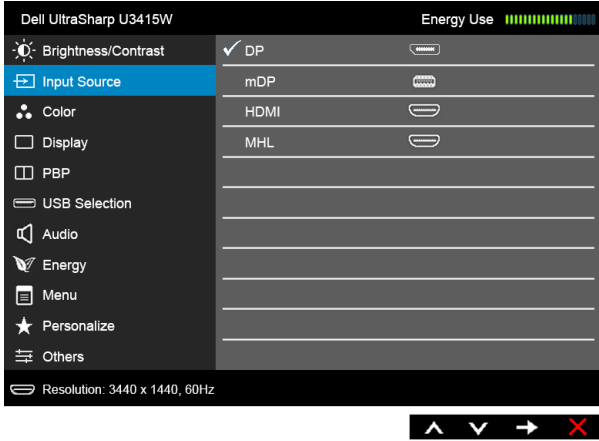 Dell UltraSharp U3415W Energy Use
Brightness/Contrast DP
Input Source mDP
Color HDMI
Display MHL
PBP
USB Selection
Audio
Energy
Menu
Personalize
Others
Resolution: 3440 x 1440, 60Hz